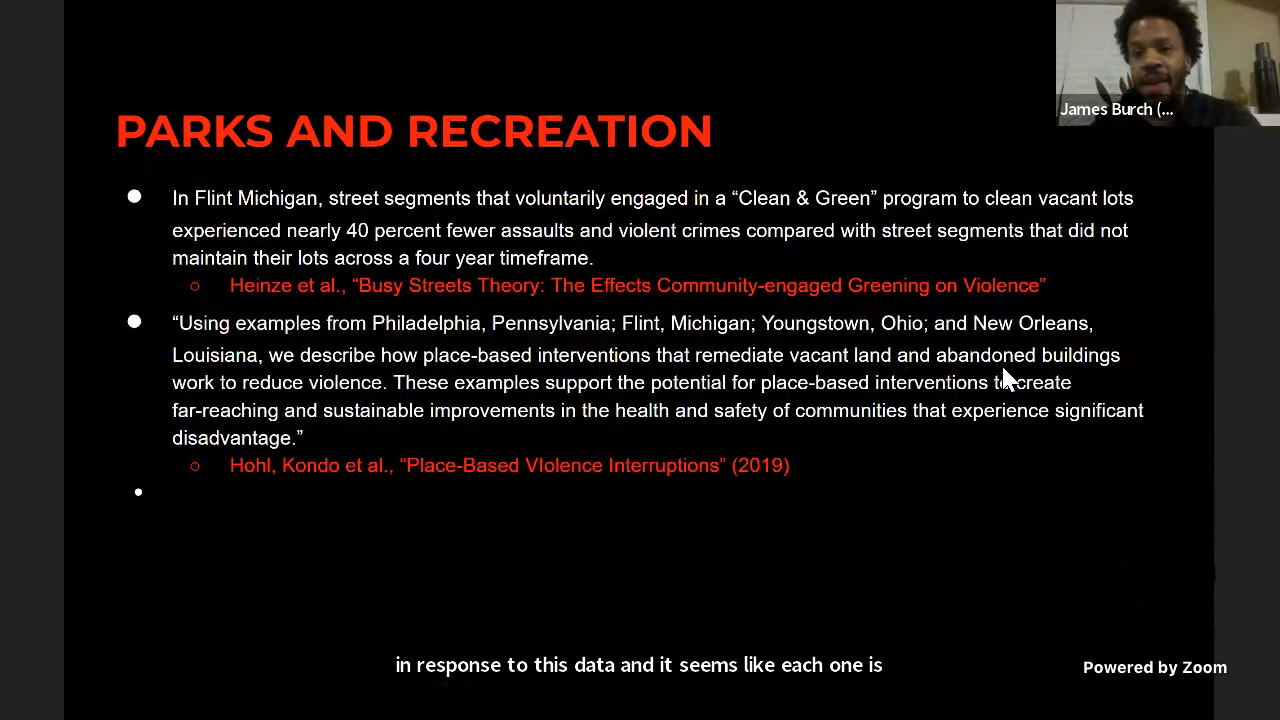 James Burch (...
PARKS AND RECREATION
In Flint Michigan, street segments that voluntarily engaged in a “Clean & Green” program to clean vacant lots
experienced nearly 40 percent fewer assaults and violent crimes compared with street segments that did not
maintain their lots across a four year timeframe.
Heinze et al., “Busy Streets Theory: The Effects Community-engaged Greening on Violence”
“Using examples from Philadelphia, Pennsylvania; Flint, Michigan; Youngstown, Ohio; and New Orleans,
Louisiana, we describe how place-based interventions that remediate vacant land and abandoned buildings
work to reduce violence. These examples support the potential for place-based interventions to create
far-reaching and sustainable improvements in the health and safety of communities that experience significant
disadvantage.”
Hohl, Kondo et al., “Place-Based VIolence Interruptions” (2019)
in response to this data and it seems like each one is
Powered by Zoom